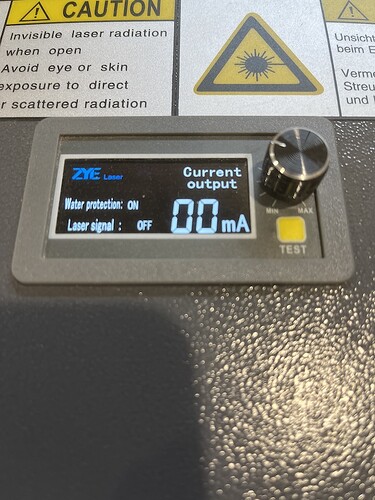 CAUTION
Invisible laser radiation
when open
Avoid eye or skin
exposure to direct
r scattered radiation
Unsicht
beim E
Verme
Streu
und I
ZYE Laser
Current
output
Water protection: ON
Laser signal : OFF
00 mA
MIN MAX
TEST